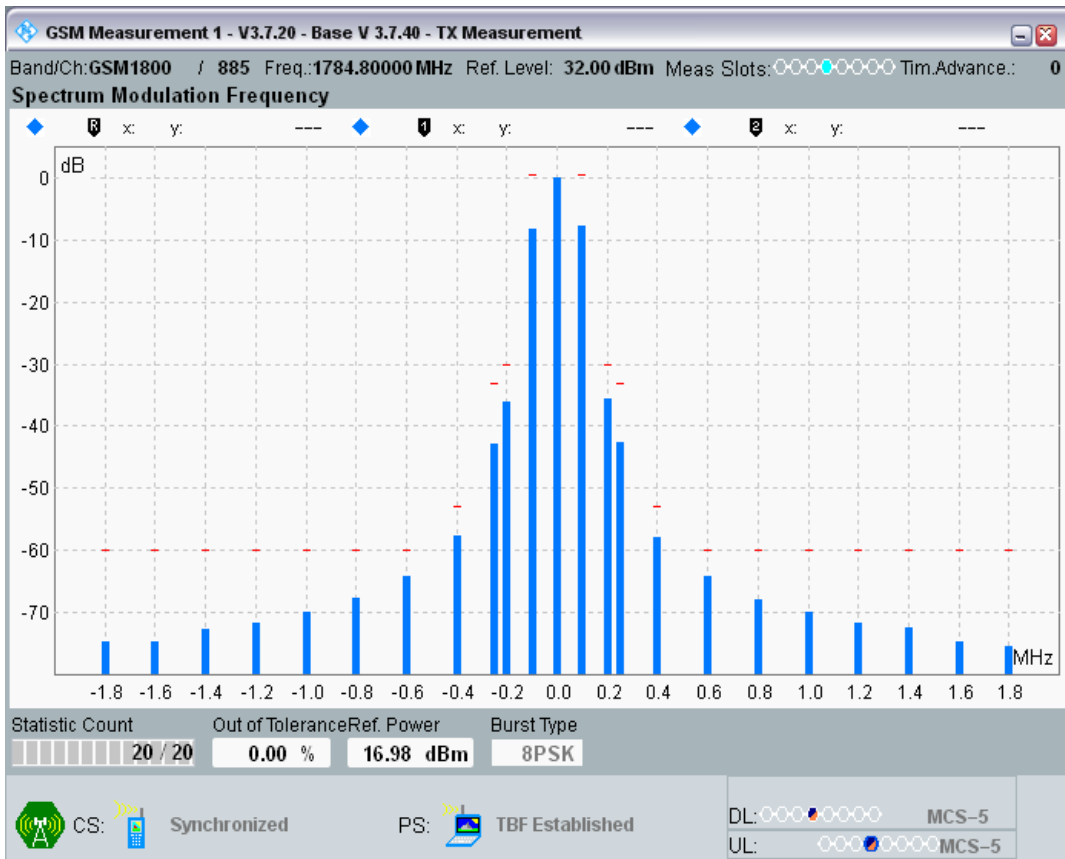 GSM Measurement 1 - V3.7.20 - Base V 3.7.40 - TX Measurement
Band/Ch:GSM1800 / 885 Freq.:1784.80000 MHz Ref. Level: 32.00 dBm Meas Slots: Tim.Advance.: 0
Spectrum Modulation Frequency
R x: y: --- 1 x: y: --- 2 x: y: ---
dB
0
-10
-20
-30
-40
-50
-60
-70
MHz
-1.8 -1.6 -1.4 -1.2 -1.0 -0.8 -0.6 -0.4 -0.2 0.0 0.2 0.4 0.6 0.8 1.0 1.2 1.4 1.6 1.8
Statistic Count Out of Tolerance Ref. Power Burst Type
20 / 20 0.00 % 16.98 dBm 8PSK
CS: Synchronized PS: TBF Established
DL: MCS-5
UL: MCS-5